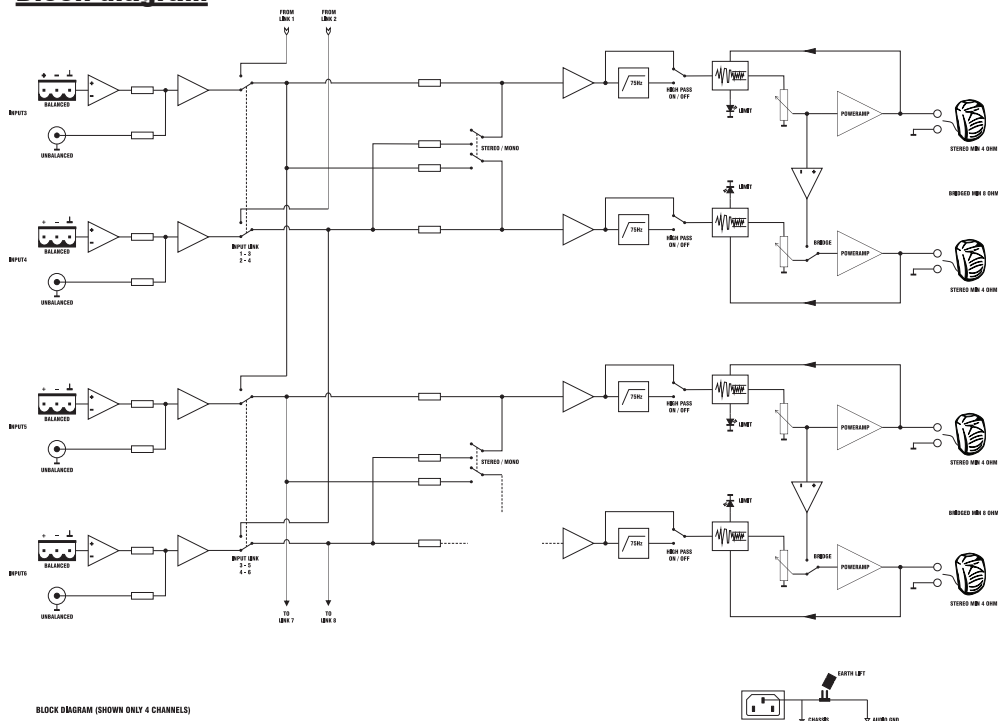 Block diagram
FROM
LINK 1
FROM
LINK 2
INPUT3
+ – ⊥
BALANCED
UNBALANCED
+
–
75Hz
HIGH PASS
ON / OFF
LIMIT
POWERAMP
STEREO MIN 4 OHM
STEREO / MONO
– +
BRIDGED MIN 8 OHM
INPUT4
+ – ⊥
BALANCED
UNBALANCED
+
–
INPUT LINK
1 - 3
2 - 4
75Hz
HIGH PASS
ON / OFF
LIMIT
BRIDGE
POWERAMP
STEREO MIN 4 OHM
INPUT5
+ – ⊥
BALANCED
UNBALANCED
+
–
75Hz
HIGH PASS
ON / OFF
LIMIT
POWERAMP
STEREO MIN 4 OHM
STEREO / MONO
– +
BRIDGED MIN 8 OHM
INPUT6
+ – ⊥
BALANCED
UNBALANCED
+
–
INPUT LINK
3 - 5
4 - 6
75Hz
HIGH PASS
ON / OFF
LIMIT
BRIDGE
POWERAMP
STEREO MIN 4 OHM
TO
LINK 7
TO
LINK 8
EARTH LIFT
BLOCK DIAGRAM (SHOWN ONLY 4 CHANNELS)
CHASSIS
AUDIO GND